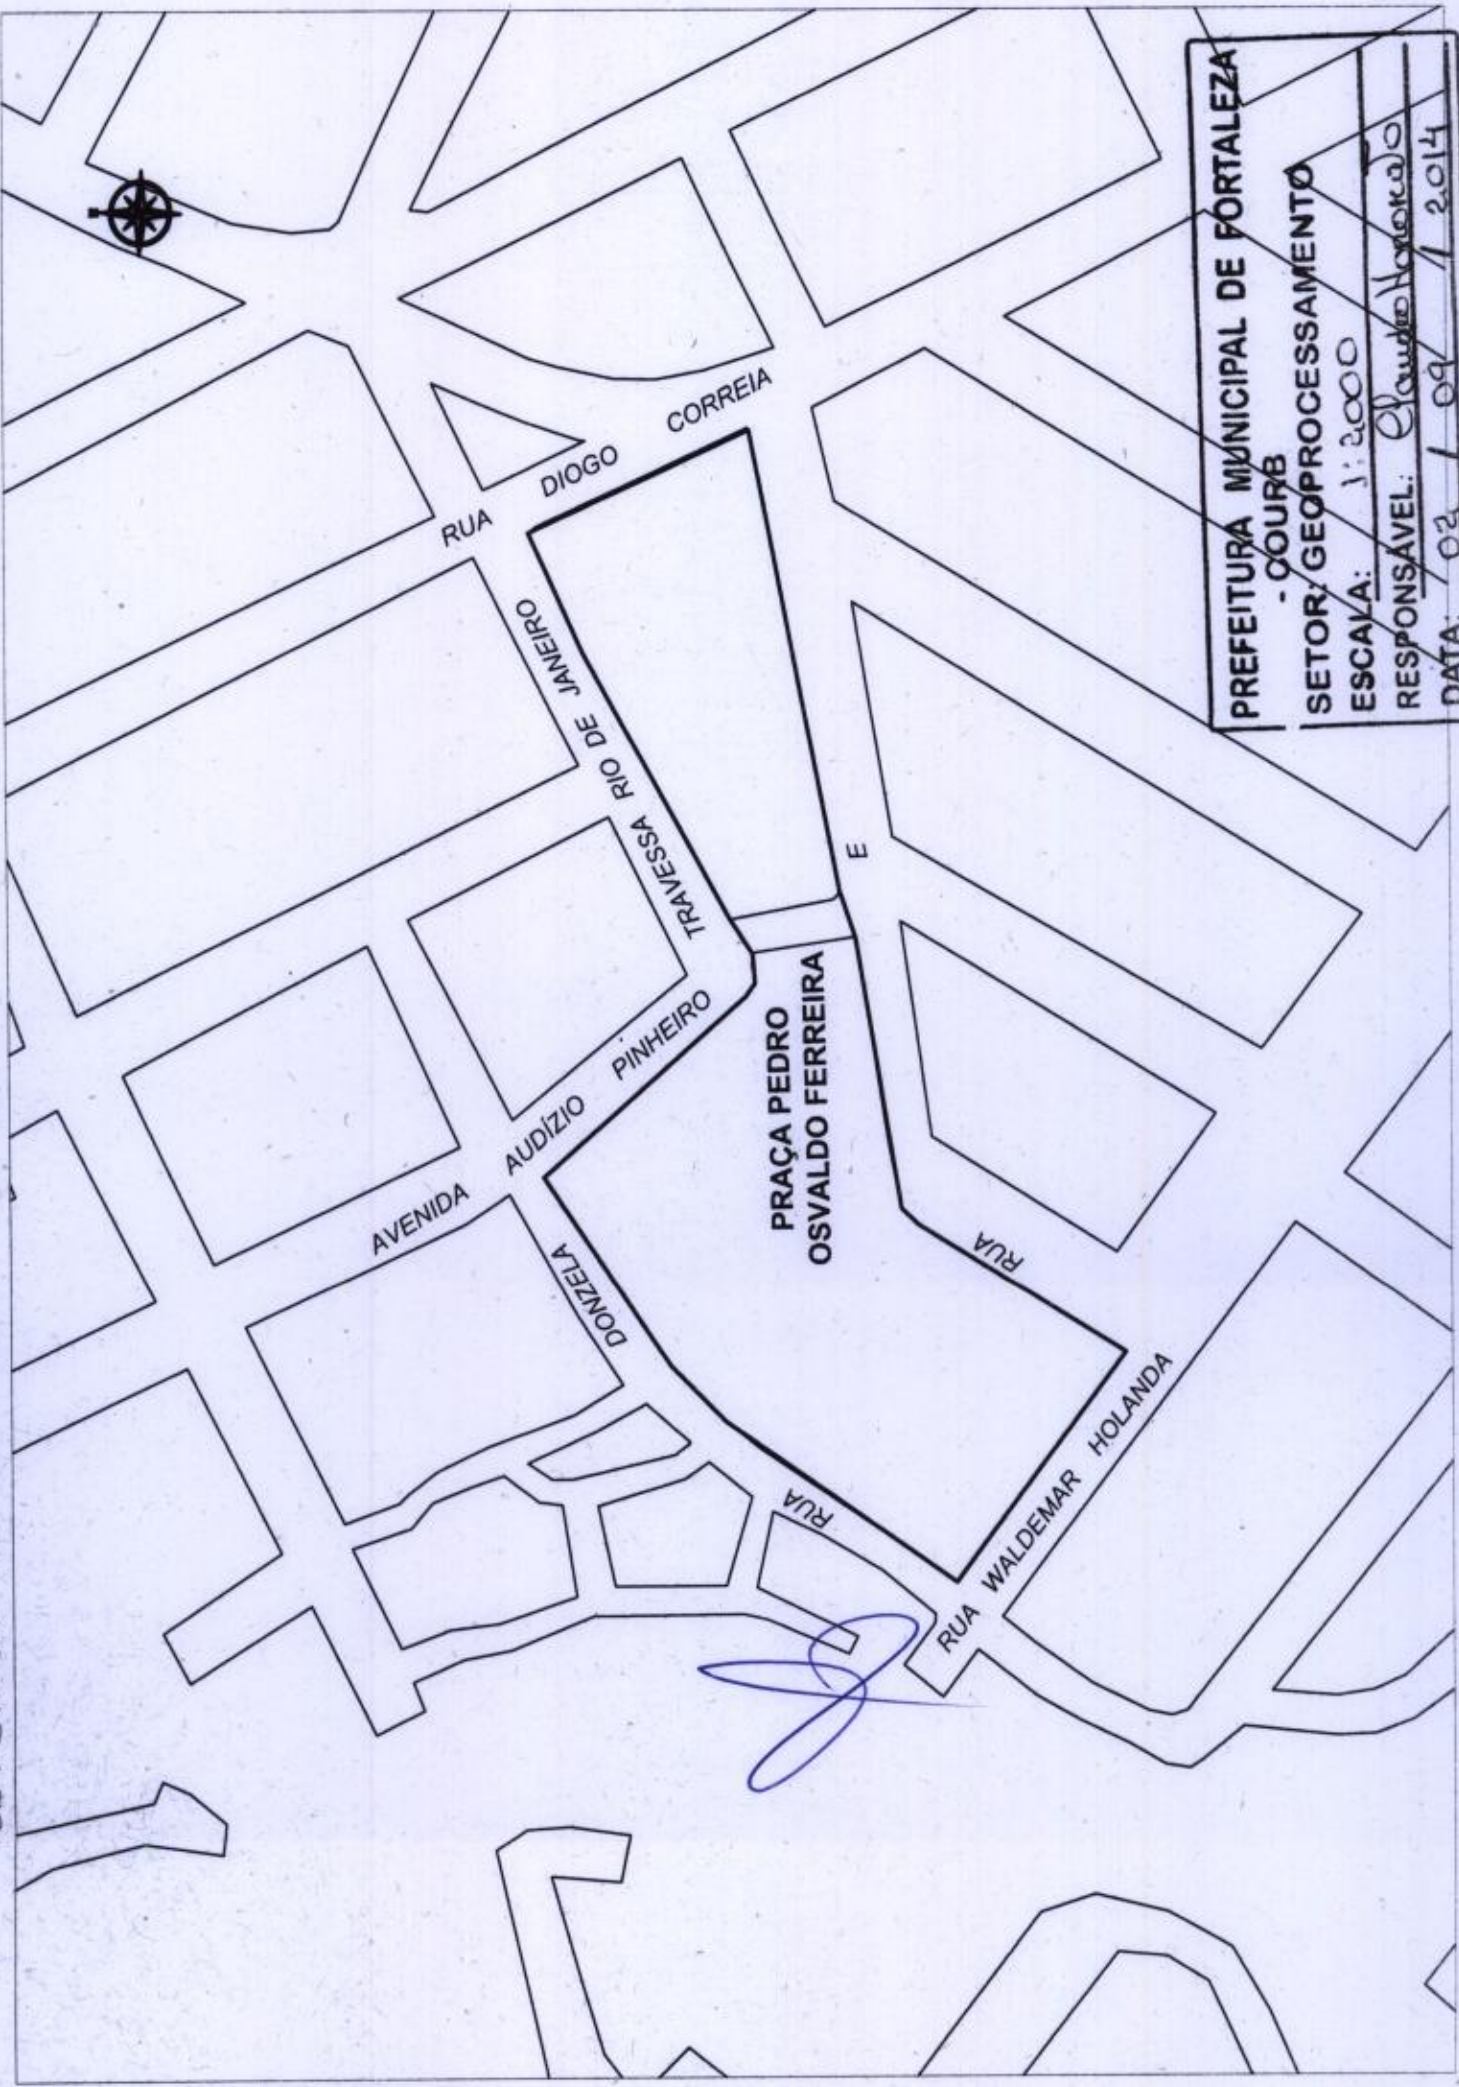 RUA DIOGO CORREIA
TRAVESSA RIO DE JANEIRO
AVENIDA AUDÍZIO PINHEIRO
DONZELA
RUA
PRAÇA PEDRO
OSVALDO FERREIRA
RUA E
RUA WALDEMAR HOLANDA
PREFEITURA MUNICIPAL DE FORTALEZA
- COURB
SETOR: GEOPROCESSAMENTO
ESCALA: 1:2000
RESPONSÁVEL:
DATA: 02 / 09 / 2014